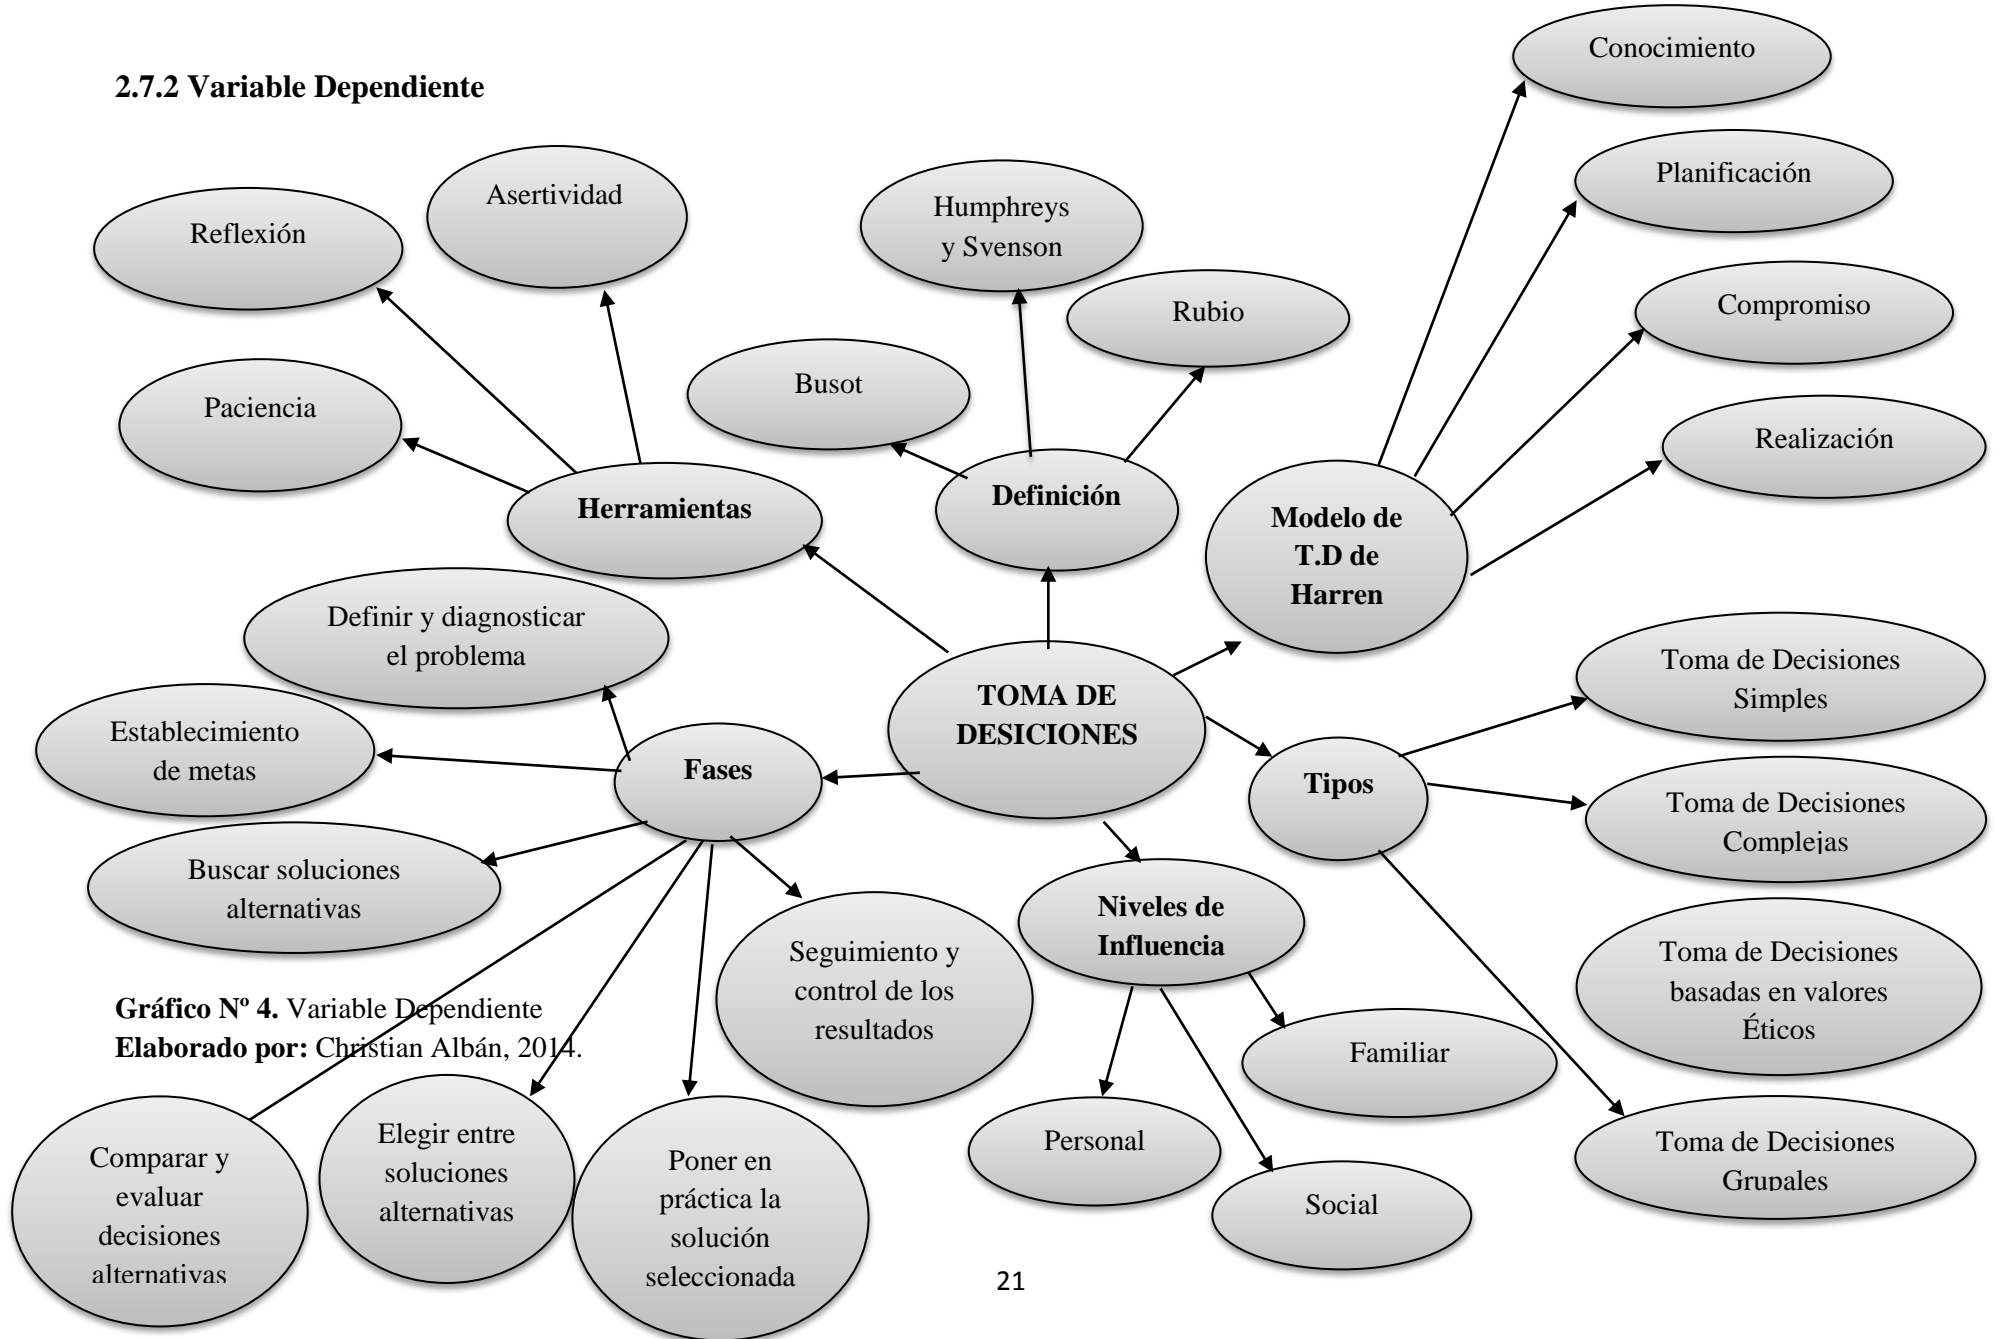 2.7.2 Variable Dependiente
Conocimiento
Planificación
Compromiso
Realización
Asertividad
Reflexión
Paciencia
Humphreys
y Svenson
Rubio
Busot
Herramientas
Definición
Modelo de
T.D de
Harren
Definir y diagnosticar
el problema
Establecimiento
de metas
Buscar soluciones
alternativas
Fases
TOMA DE
DESICIONES
Tipos
Toma de Decisiones
Simples
Toma de Decisiones
Complejas
Toma de Decisiones
basadas en valores
Éticos
Toma de Decisiones
Grupales
Niveles de
Influencia
Familiar
Personal
Social
Seguimiento y
control de los
resultados
Gráfico Nº 4. Variable Dependiente
Elaborado por: Christian Albán, 2014.
Comparar y
evaluar
decisiones
alternativas
Elegir entre
soluciones
alternativas
Poner en
práctica la
solución
seleccionada
21